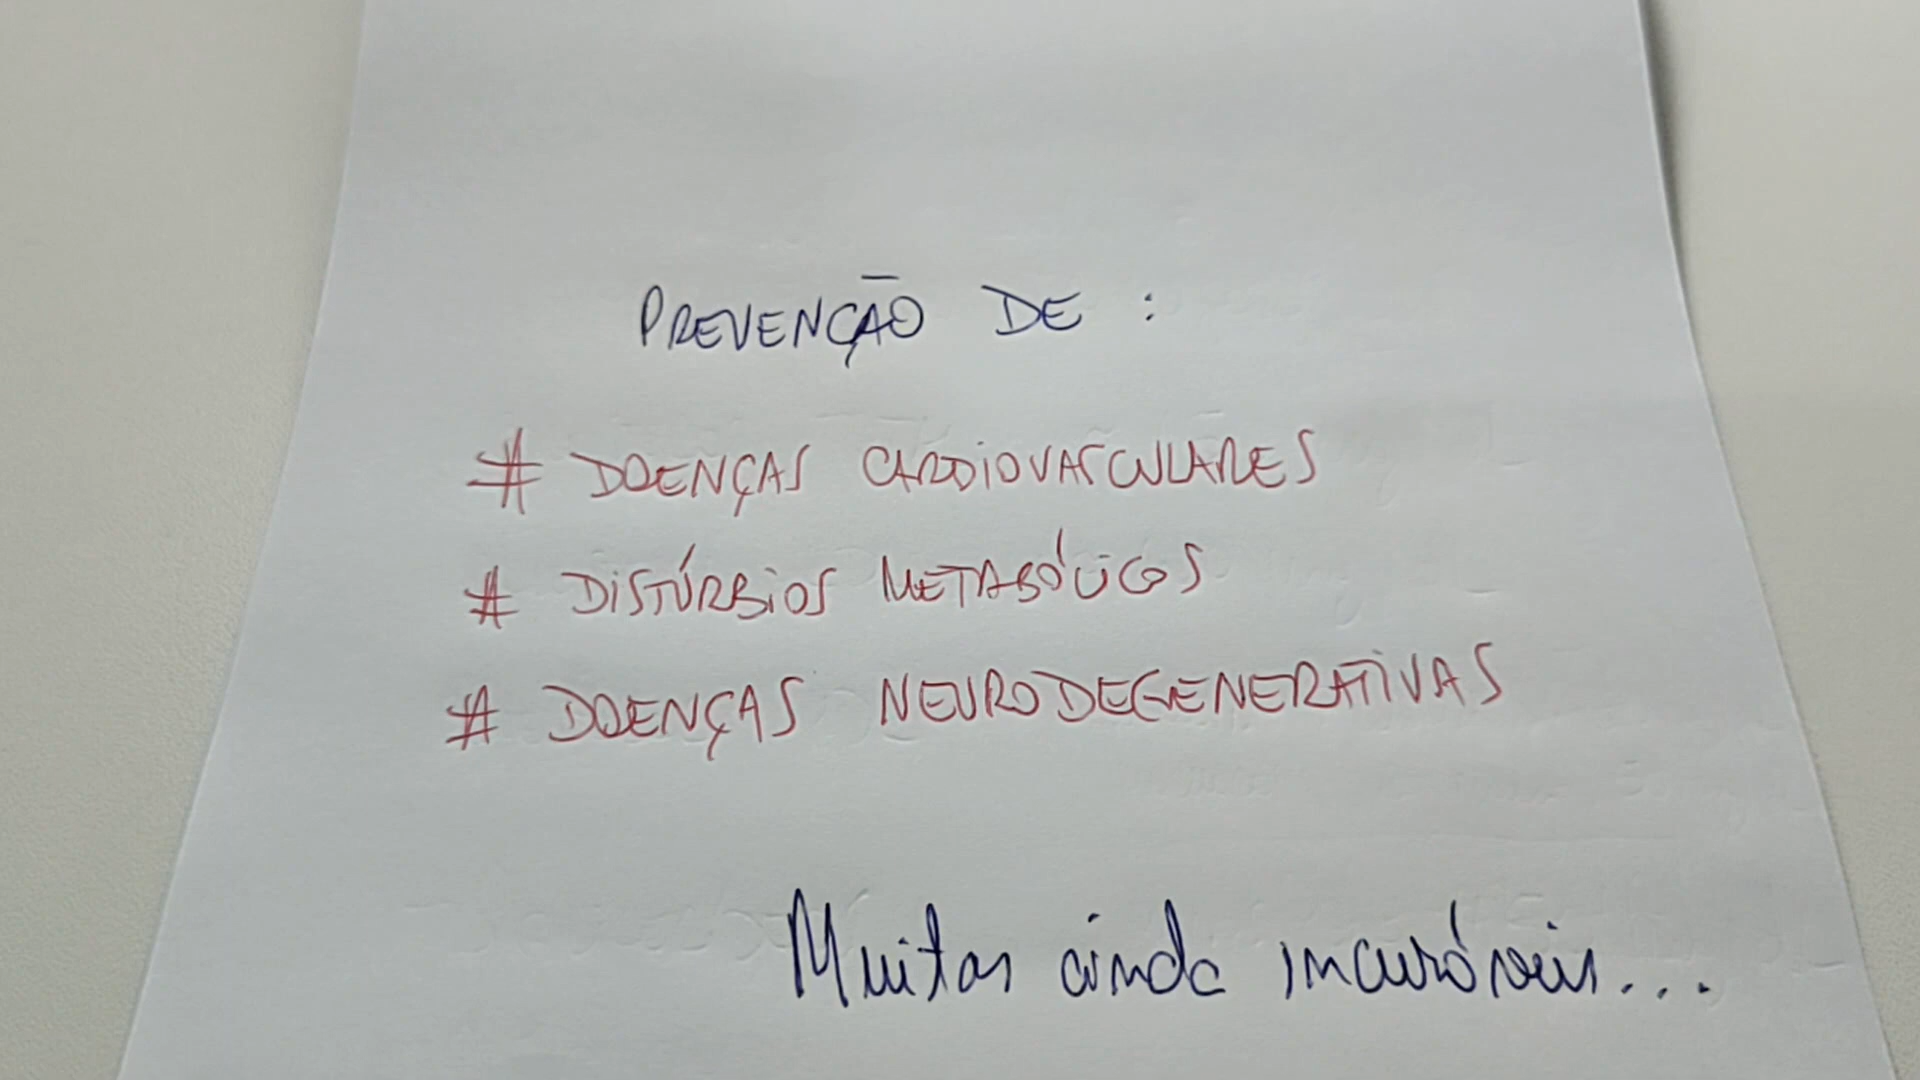 PREVENÇÃO DE :
# DOENÇAS CARDIOVASCULARES
# DISTÚRBIOS METABÓLICOS
# DOENÇAS NEURODEGENERATIVAS
Muitas ainda incuráveis...